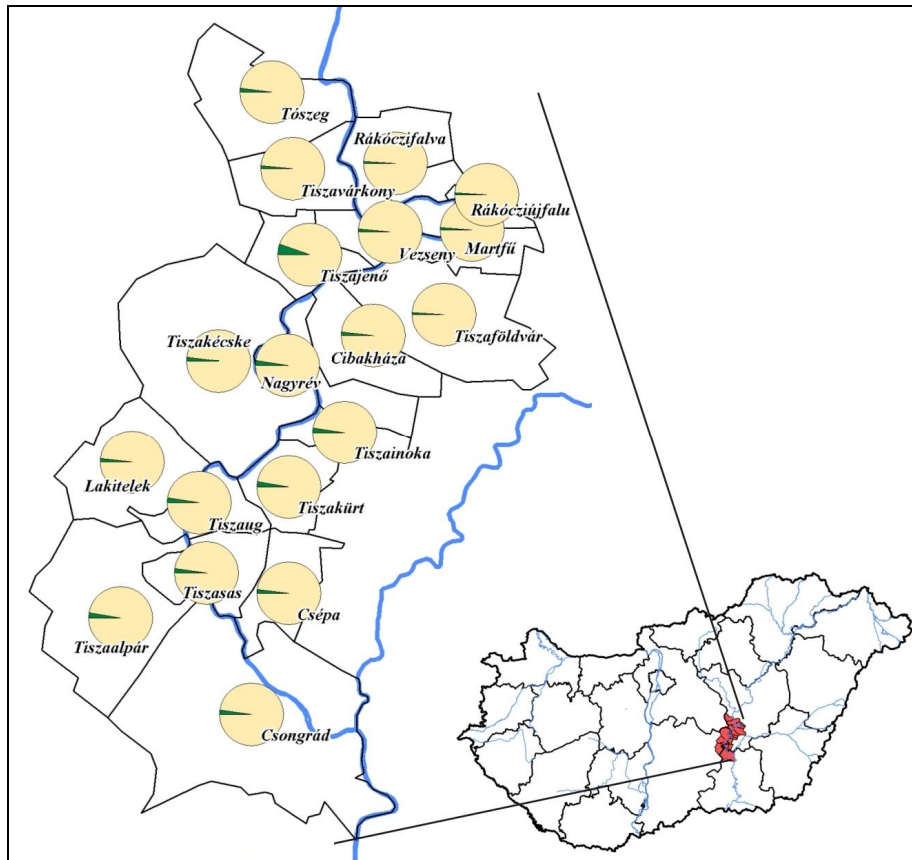 Tószeg
Rákóczifalva
Tiszavárkony
Rákócziújfalu
Vezseny
Martfű
Tiszajenő
Tiszaföldvár
Tiszakécske
Cibakháza
Nagyrév
Tiszainoka
Lakitelek
Tiszakürt
Tiszaug
Tiszasas
Csépa
Tiszaalpár
Csongrád